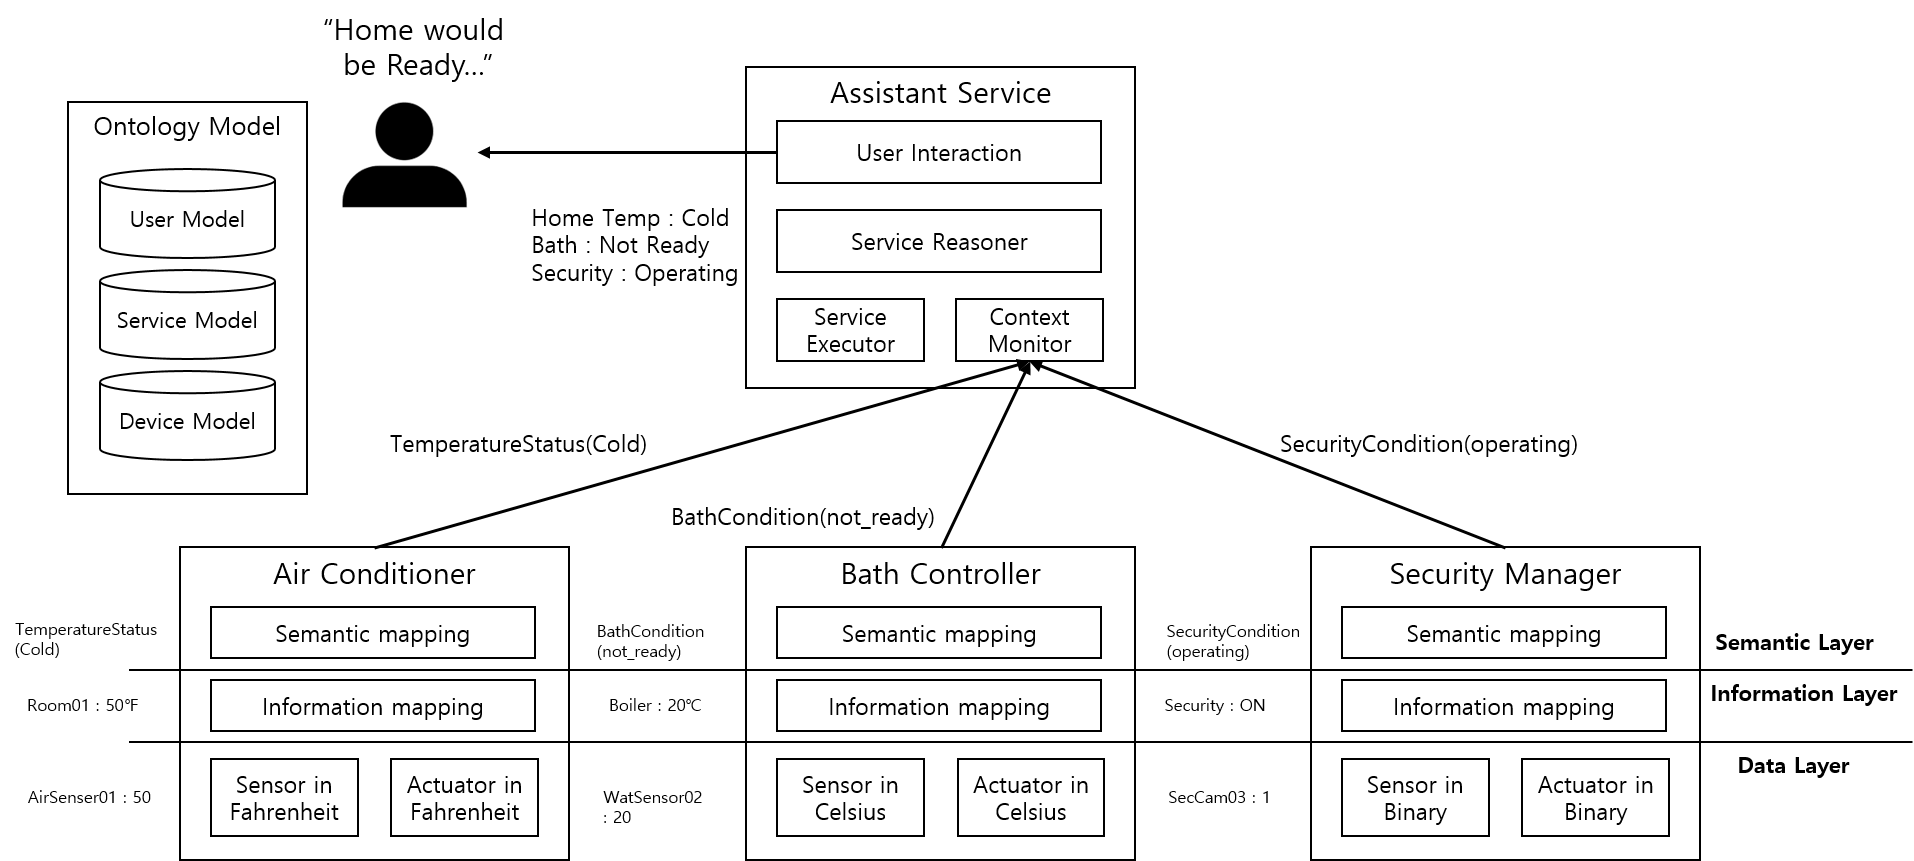 “Home would
be Ready...”
Ontology Model
User Model
Service Model
Device Model
Assistant Service
User Interaction
Service Reasoner
Service
Executor
Context
Monitor
Home Temp : Cold
Bath : Not Ready
Security : Operating
TemperatureStatus(Cold)
BathCondition(not_ready)
SecurityCondition(operating)
Air Conditioner
Bath Controller
Security Manager
TemperatureStatus
(Cold)
Semantic mapping
BathCondition
(not_ready)
Semantic mapping
SecurityCondition
(operating)
Semantic mapping
Semantic Layer
Room01 : 50℉
Information mapping
Boiler : 20℃
Information mapping
Security : ON
Information mapping
Information Layer
AirSenser01 : 50
Sensor in
Fahrenheit
Actuator in
Fahrenheit
WatSensor02
: 20
Sensor in
Celsius
Actuator in
Celsius
SecCam03 : 1
Sensor in
Binary
Actuator in
Binary
Data Layer